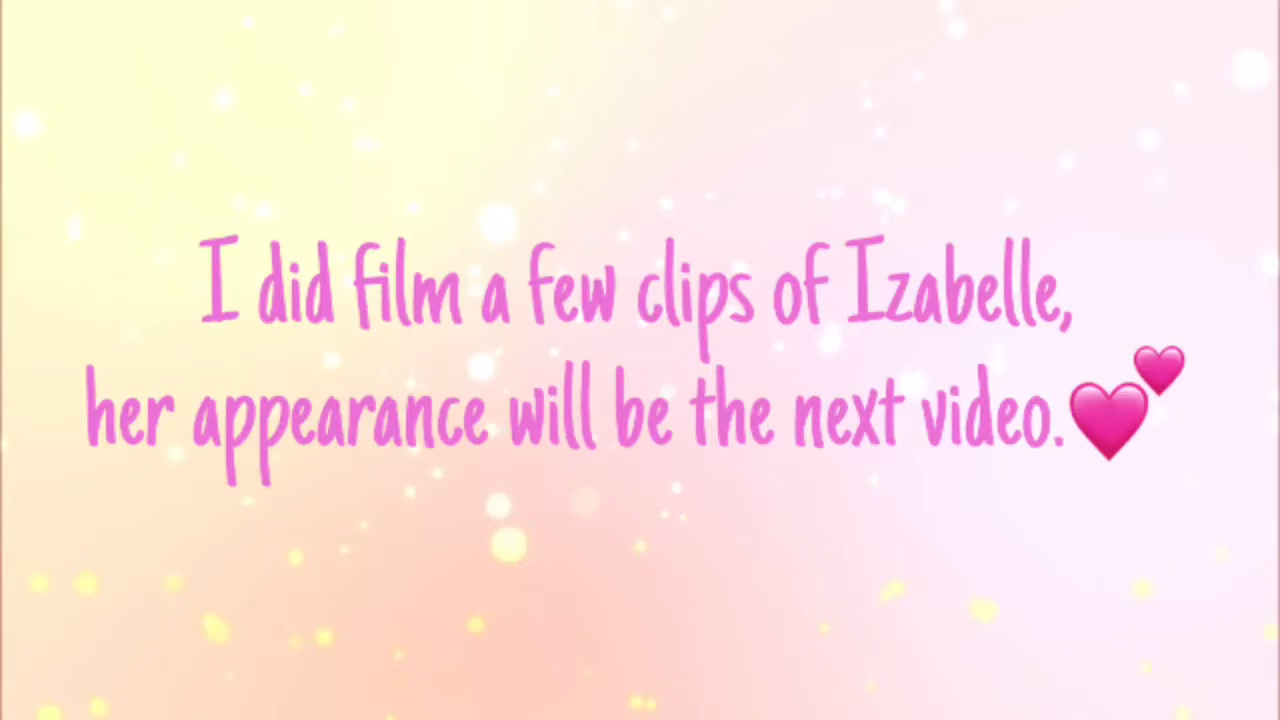 I did film a few clips of Izabelle,
her appearance will be the next video.💕